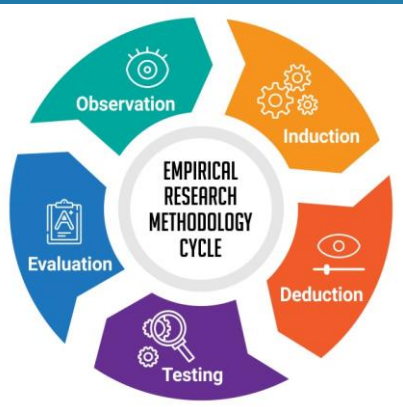 Observation
Induction
EMPIRICAL
RESEARCH
METHODOLOGY
CYCLE
Evaluation
Deduction
Testing